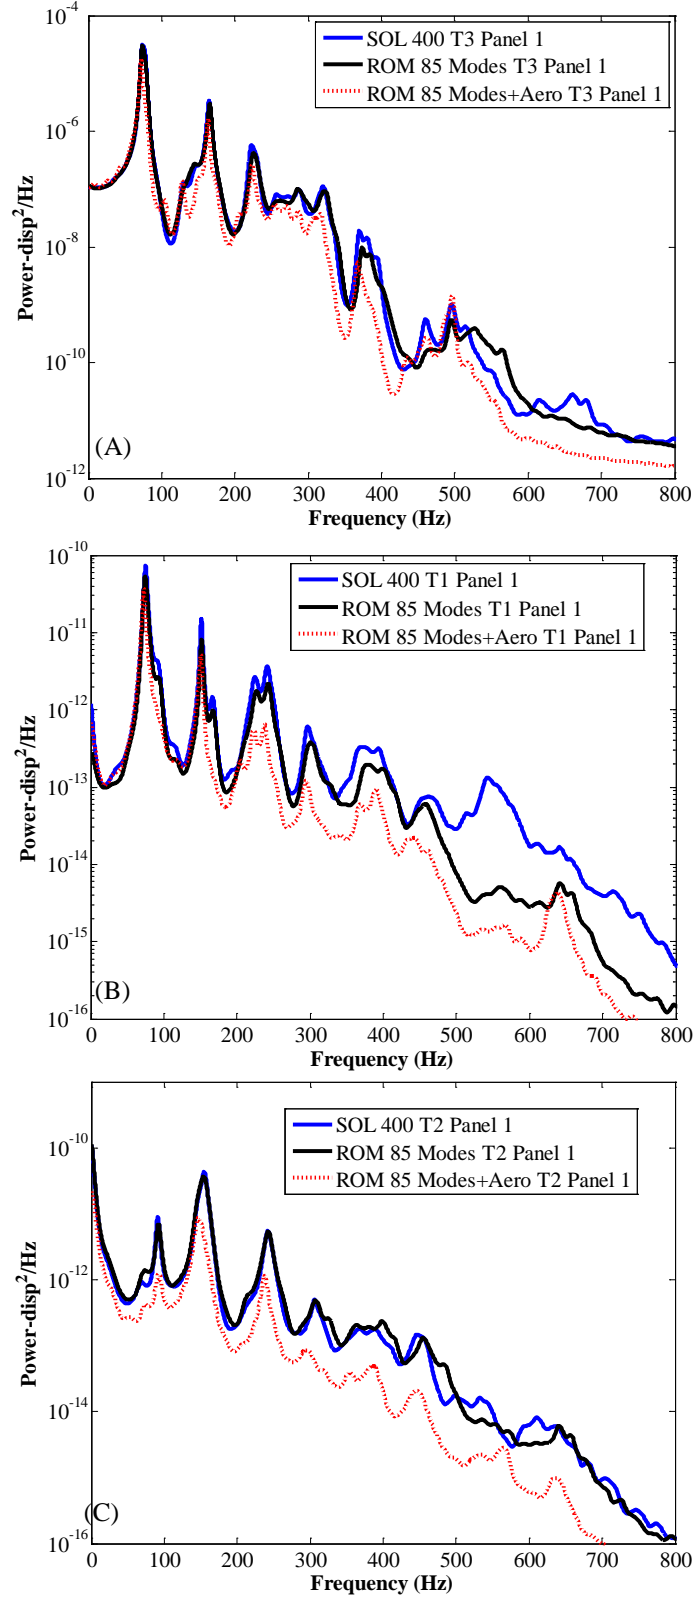 10⁻⁴
10⁻⁶
10⁻⁸
10⁻¹⁰
10⁻¹²
Power-disp²/Hz
SOL 400 T3 Panel 1
ROM 85 Modes T3 Panel 1
ROM 85 Modes+Aero T3 Panel 1
(A)
0 100 200 300 400 500 600 700 800
Frequency (Hz)
10⁻¹⁰
10⁻¹¹
10⁻¹²
10⁻¹³
10⁻¹⁴
10⁻¹⁵
10⁻¹⁶
Power-disp²/Hz
SOL 400 T1 Panel 1
ROM 85 Modes T1 Panel 1
ROM 85 Modes+Aero T1 Panel 1
(B)
0 100 200 300 400 500 600 700 800
Frequency (Hz)
10⁻¹⁰
10⁻¹²
10⁻¹⁴
10⁻¹⁶
Power-disp²/Hz
SOL 400 T2 Panel 1
ROM 85 Modes T2 Panel 1
ROM 85 Modes+Aero T2 Panel 1
(C)
0 100 200 300 400 500 600 700 800
Frequency (Hz)